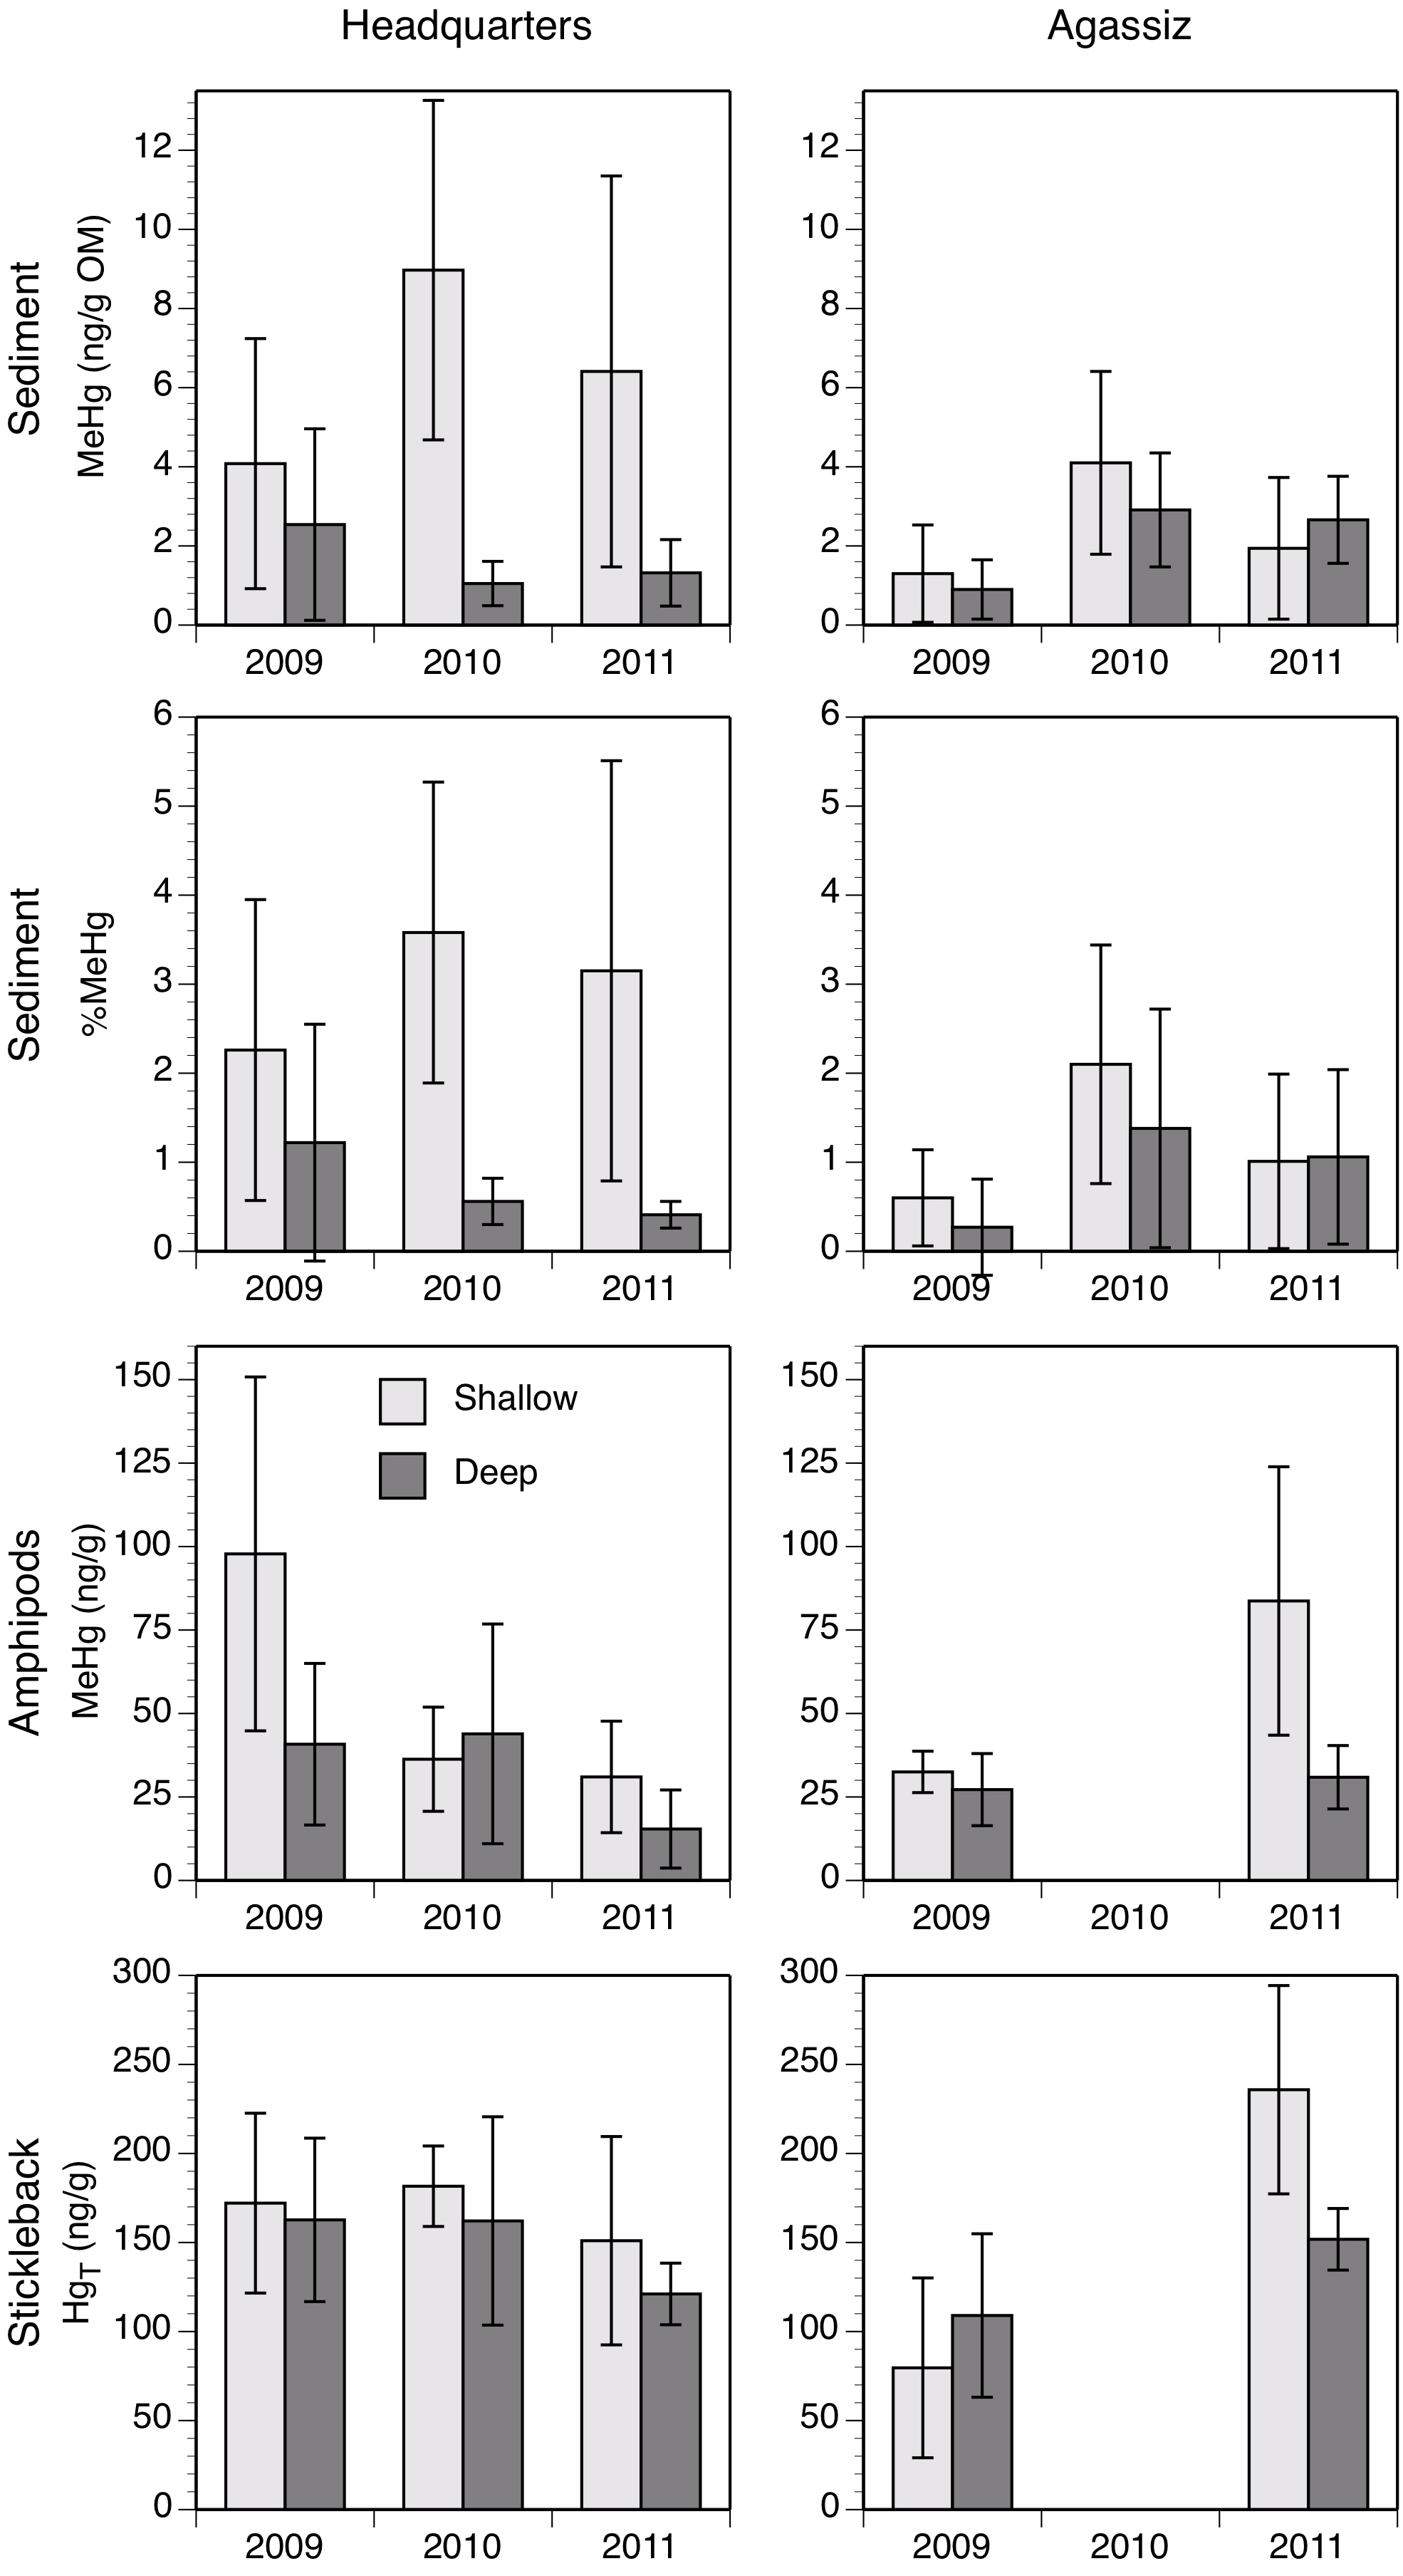 Headquarters Agassiz
Sediment
MeHg (ng/g OM)
12
10
8
6
4
2
0
2009 2010 2011
12
10
8
6
4
2
0
2009 2010 2011
Sediment
%MeHg
6
5
4
3
2
1
0
2009 2010 2011
6
5
4
3
2
1
0
2009 2010 2011
Amphipods
MeHg (ng/g)
150
125
100
75
50
25
0
Shallow
Deep
2009 2010 2011
150
125
100
75
50
25
0
2009 2010 2011
Stickleback
HgT (ng/g)
300
250
200
150
100
50
0
2009 2010 2011
300
250
200
150
100
50
0
2009 2010 2011